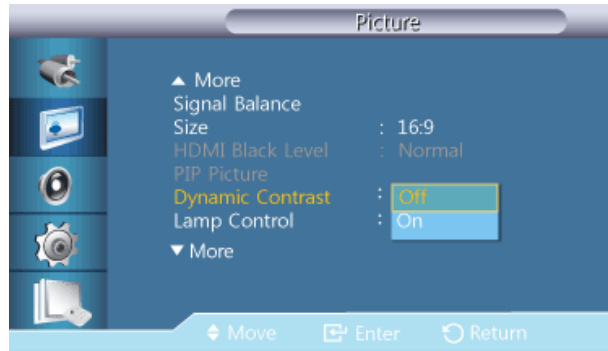 Picture
▲ More
Signal Balance
Size : 16:9
HDMI Black Level : Normal
PIP Picture
Dynamic Contrast : Off
Lamp Control : On
▼ More
Move Enter Return